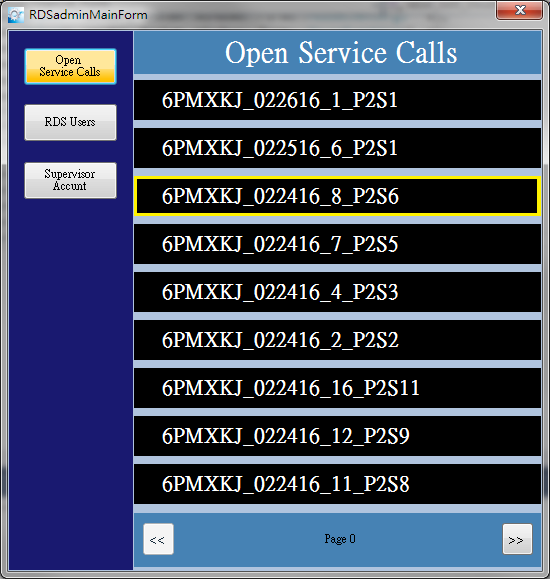 RDSadminMainForm
Open
Service Calls
RDS Users
Supervisor
Accunt
Open Service Calls
6PMXKJ_022616_1_P2S1
6PMXKJ_022516_6_P2S1
6PMXKJ_022416_8_P2S6
6PMXKJ_022416_7_P2S5
6PMXKJ_022416_4_P2S3
6PMXKJ_022416_2_P2S2
6PMXKJ_022416_16_P2S11
6PMXKJ_022416_12_P2S9
6PMXKJ_022416_11_P2S8
<< Page 0 >>